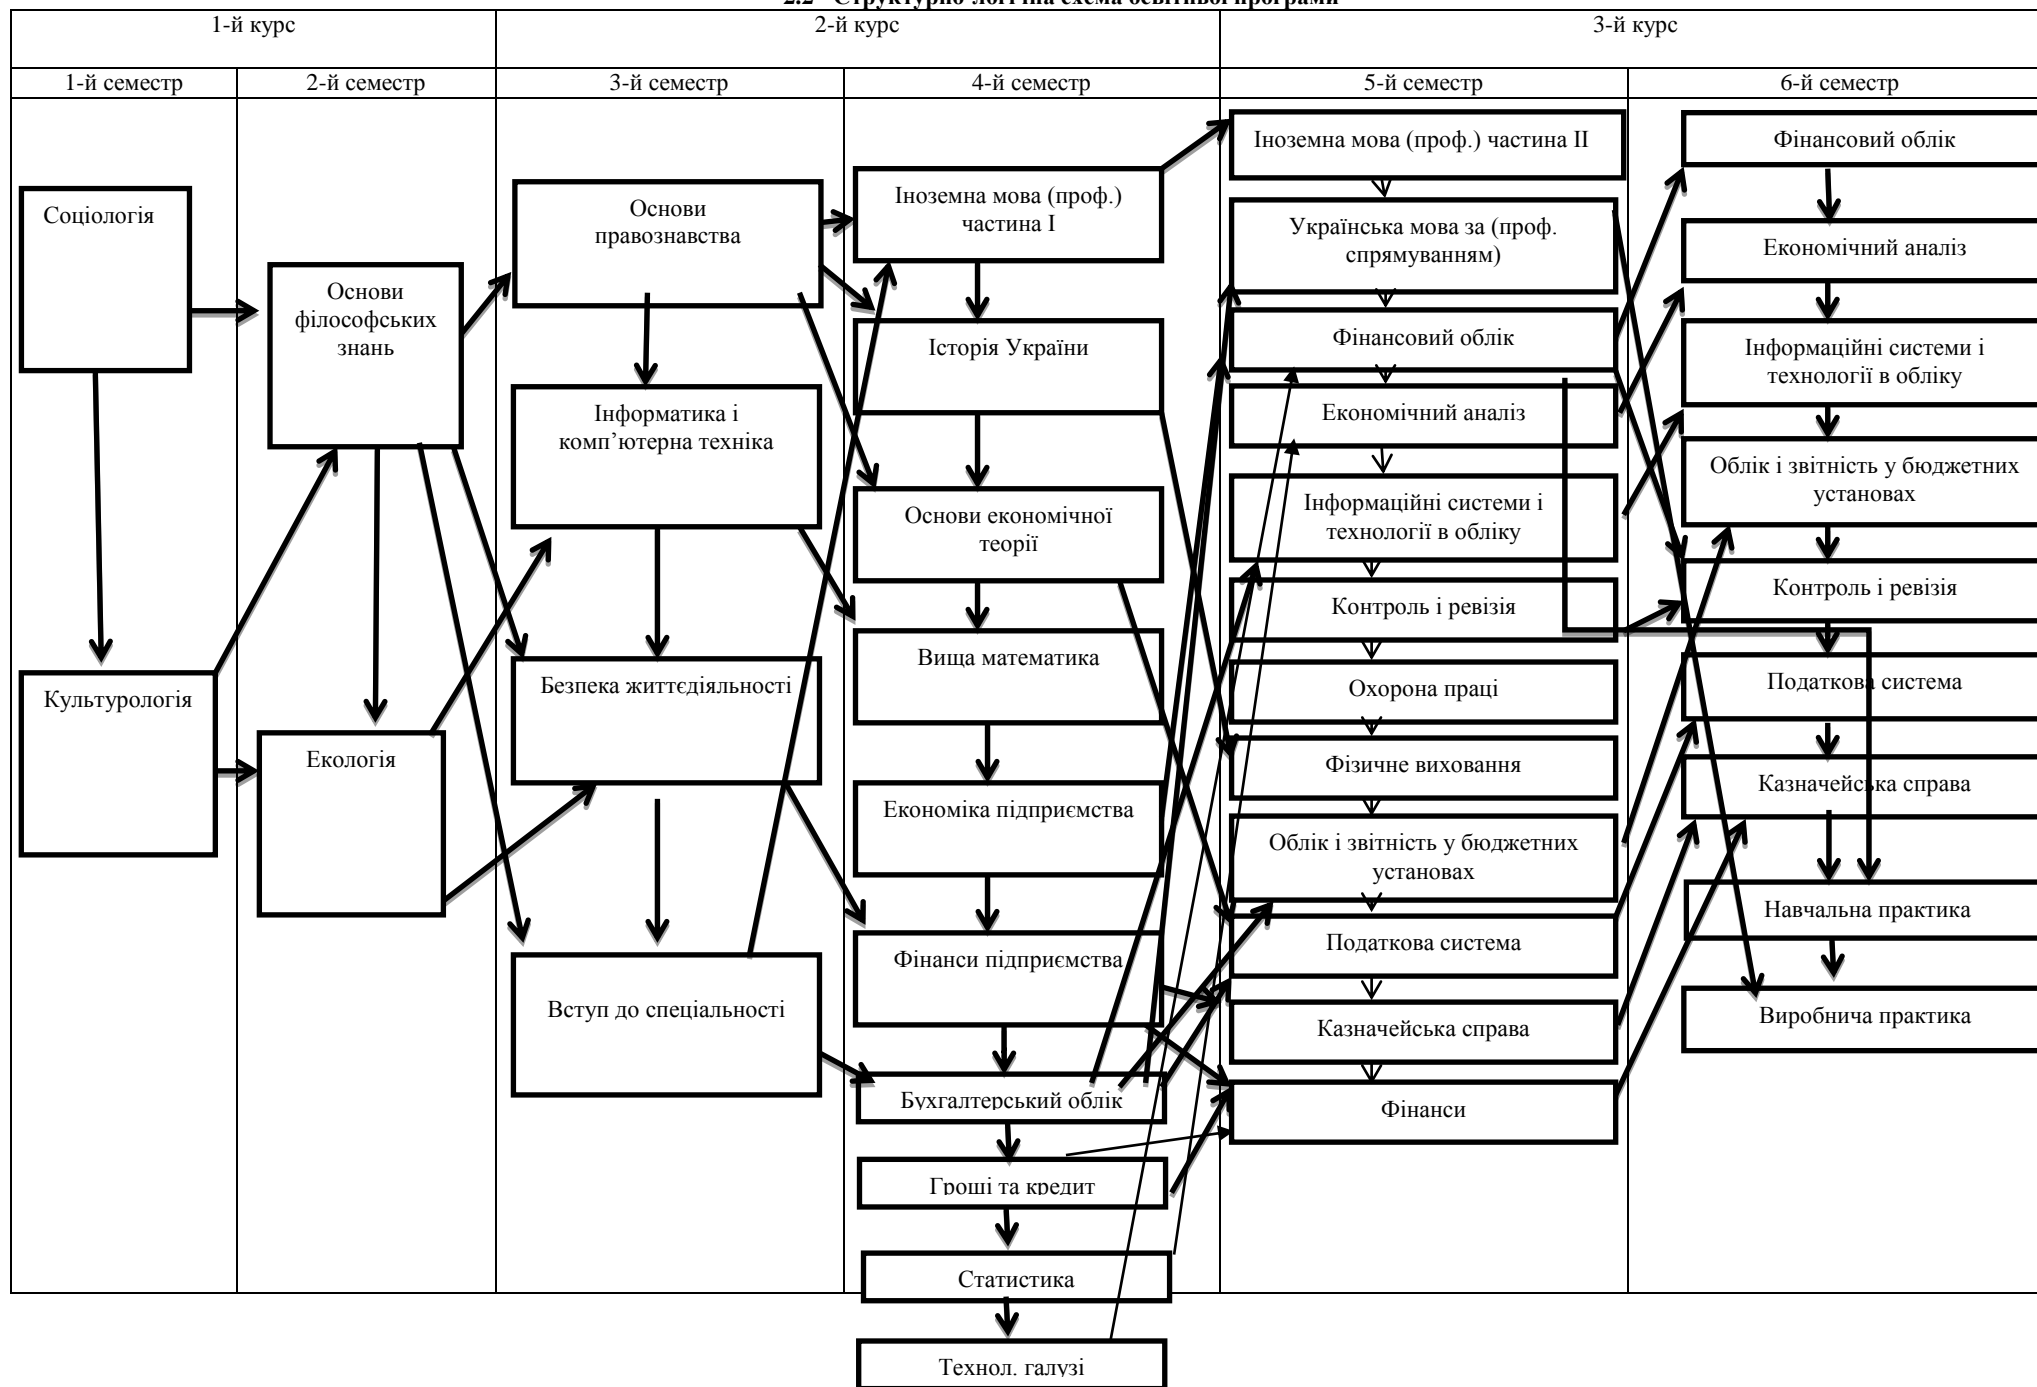 2.2 Структурно-логічна схема освітньої програми
1-й курс
2-й курс
3-й курс
1-й семестр
2-й семестр
3-й семестр
4-й семестр
5-й семестр
6-й семестр
Соціологія
Культурологія
Основи
філософських
знань
Екологія
Основи
правознавства
Інформатика і
комп’ютерна техніка
Безпека життєдіяльності
Вступ до спеціальності
Іноземна мова (проф.)
частина І
Історія України
Основи економічної
теорії
Вища математика
Економіка підприємства
Фінанси підприємства
Бухгалтерський облік
Гроші та кредит
Статистика
Технол. галузі
Іноземна мова (проф.) частина ІІ
Українська мова за (проф.
спрямуванням)
Фінансовий облік
Економічний аналіз
Інформаційні системи і
технології в обліку
Контроль і ревізія
Охорона праці
Фізичне виховання
Облік і звітність у бюджетних
установах
Податкова система
Казначейська справа
Фінанси
Фінансовий облік
Економічний аналіз
Інформаційні системи і
технології в обліку
Облік і звітність у бюджетних
установах
Контроль і ревізія
Податкова система
Казначейська справа
Навчальна практика
Виробнича практика